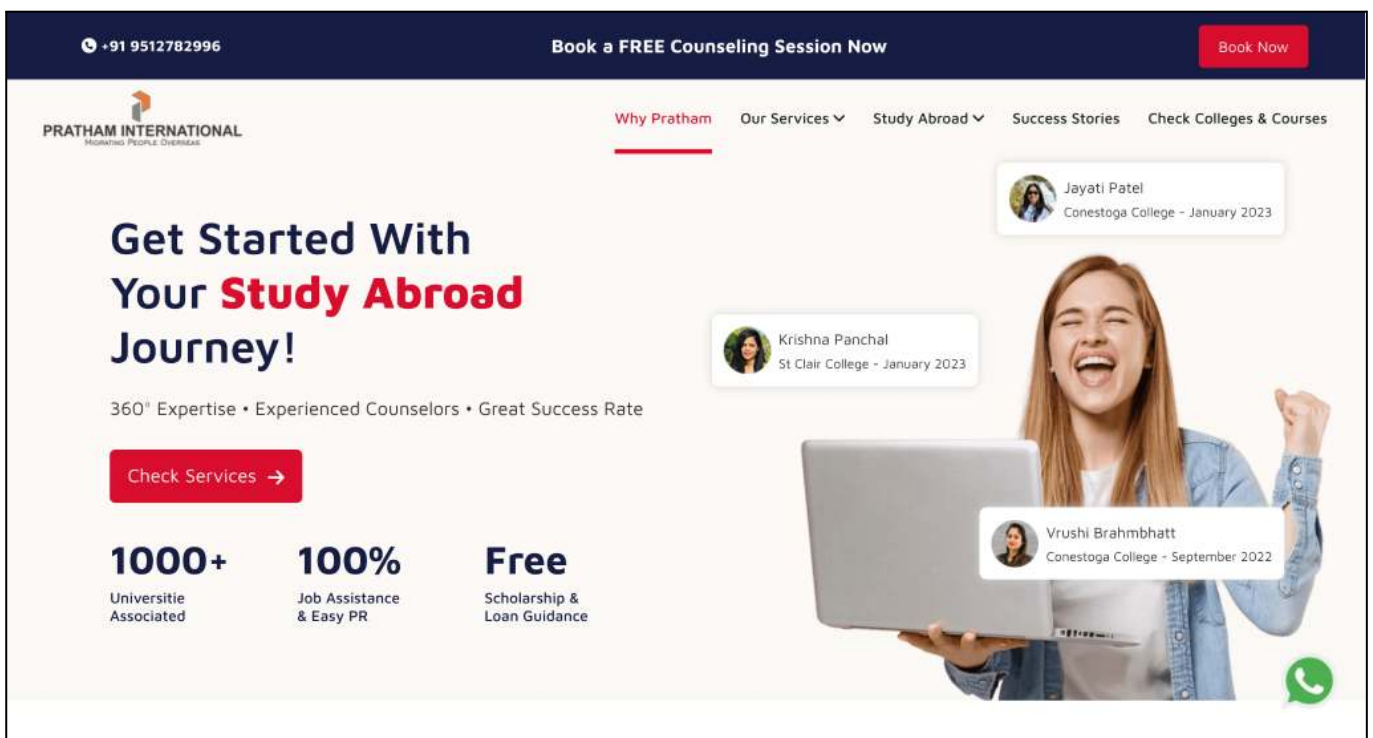 +91 9512782996
Book a FREE Counseling Session Now
Book Now
PRATHAM INTERNATIONAL
MIGRATING PEOPLE OVERSEAS
Why Pratham
Our Services
Study Abroad
Success Stories
Check Colleges & Courses
Jayati Patel
Conestoga College - January 2023
Get Started With
Your Study Abroad
Journey!
Krishna Panchal
St Clair College - January 2023
360° Expertise • Experienced Counselors • Great Success Rate
Check Services →
1000+
Universitie
Associated
100%
Job Assistance
& Easy PR
Free
Scholarship &
Loan Guidance
Vrushi Brahmbhatt
Conestoga College - September 2022